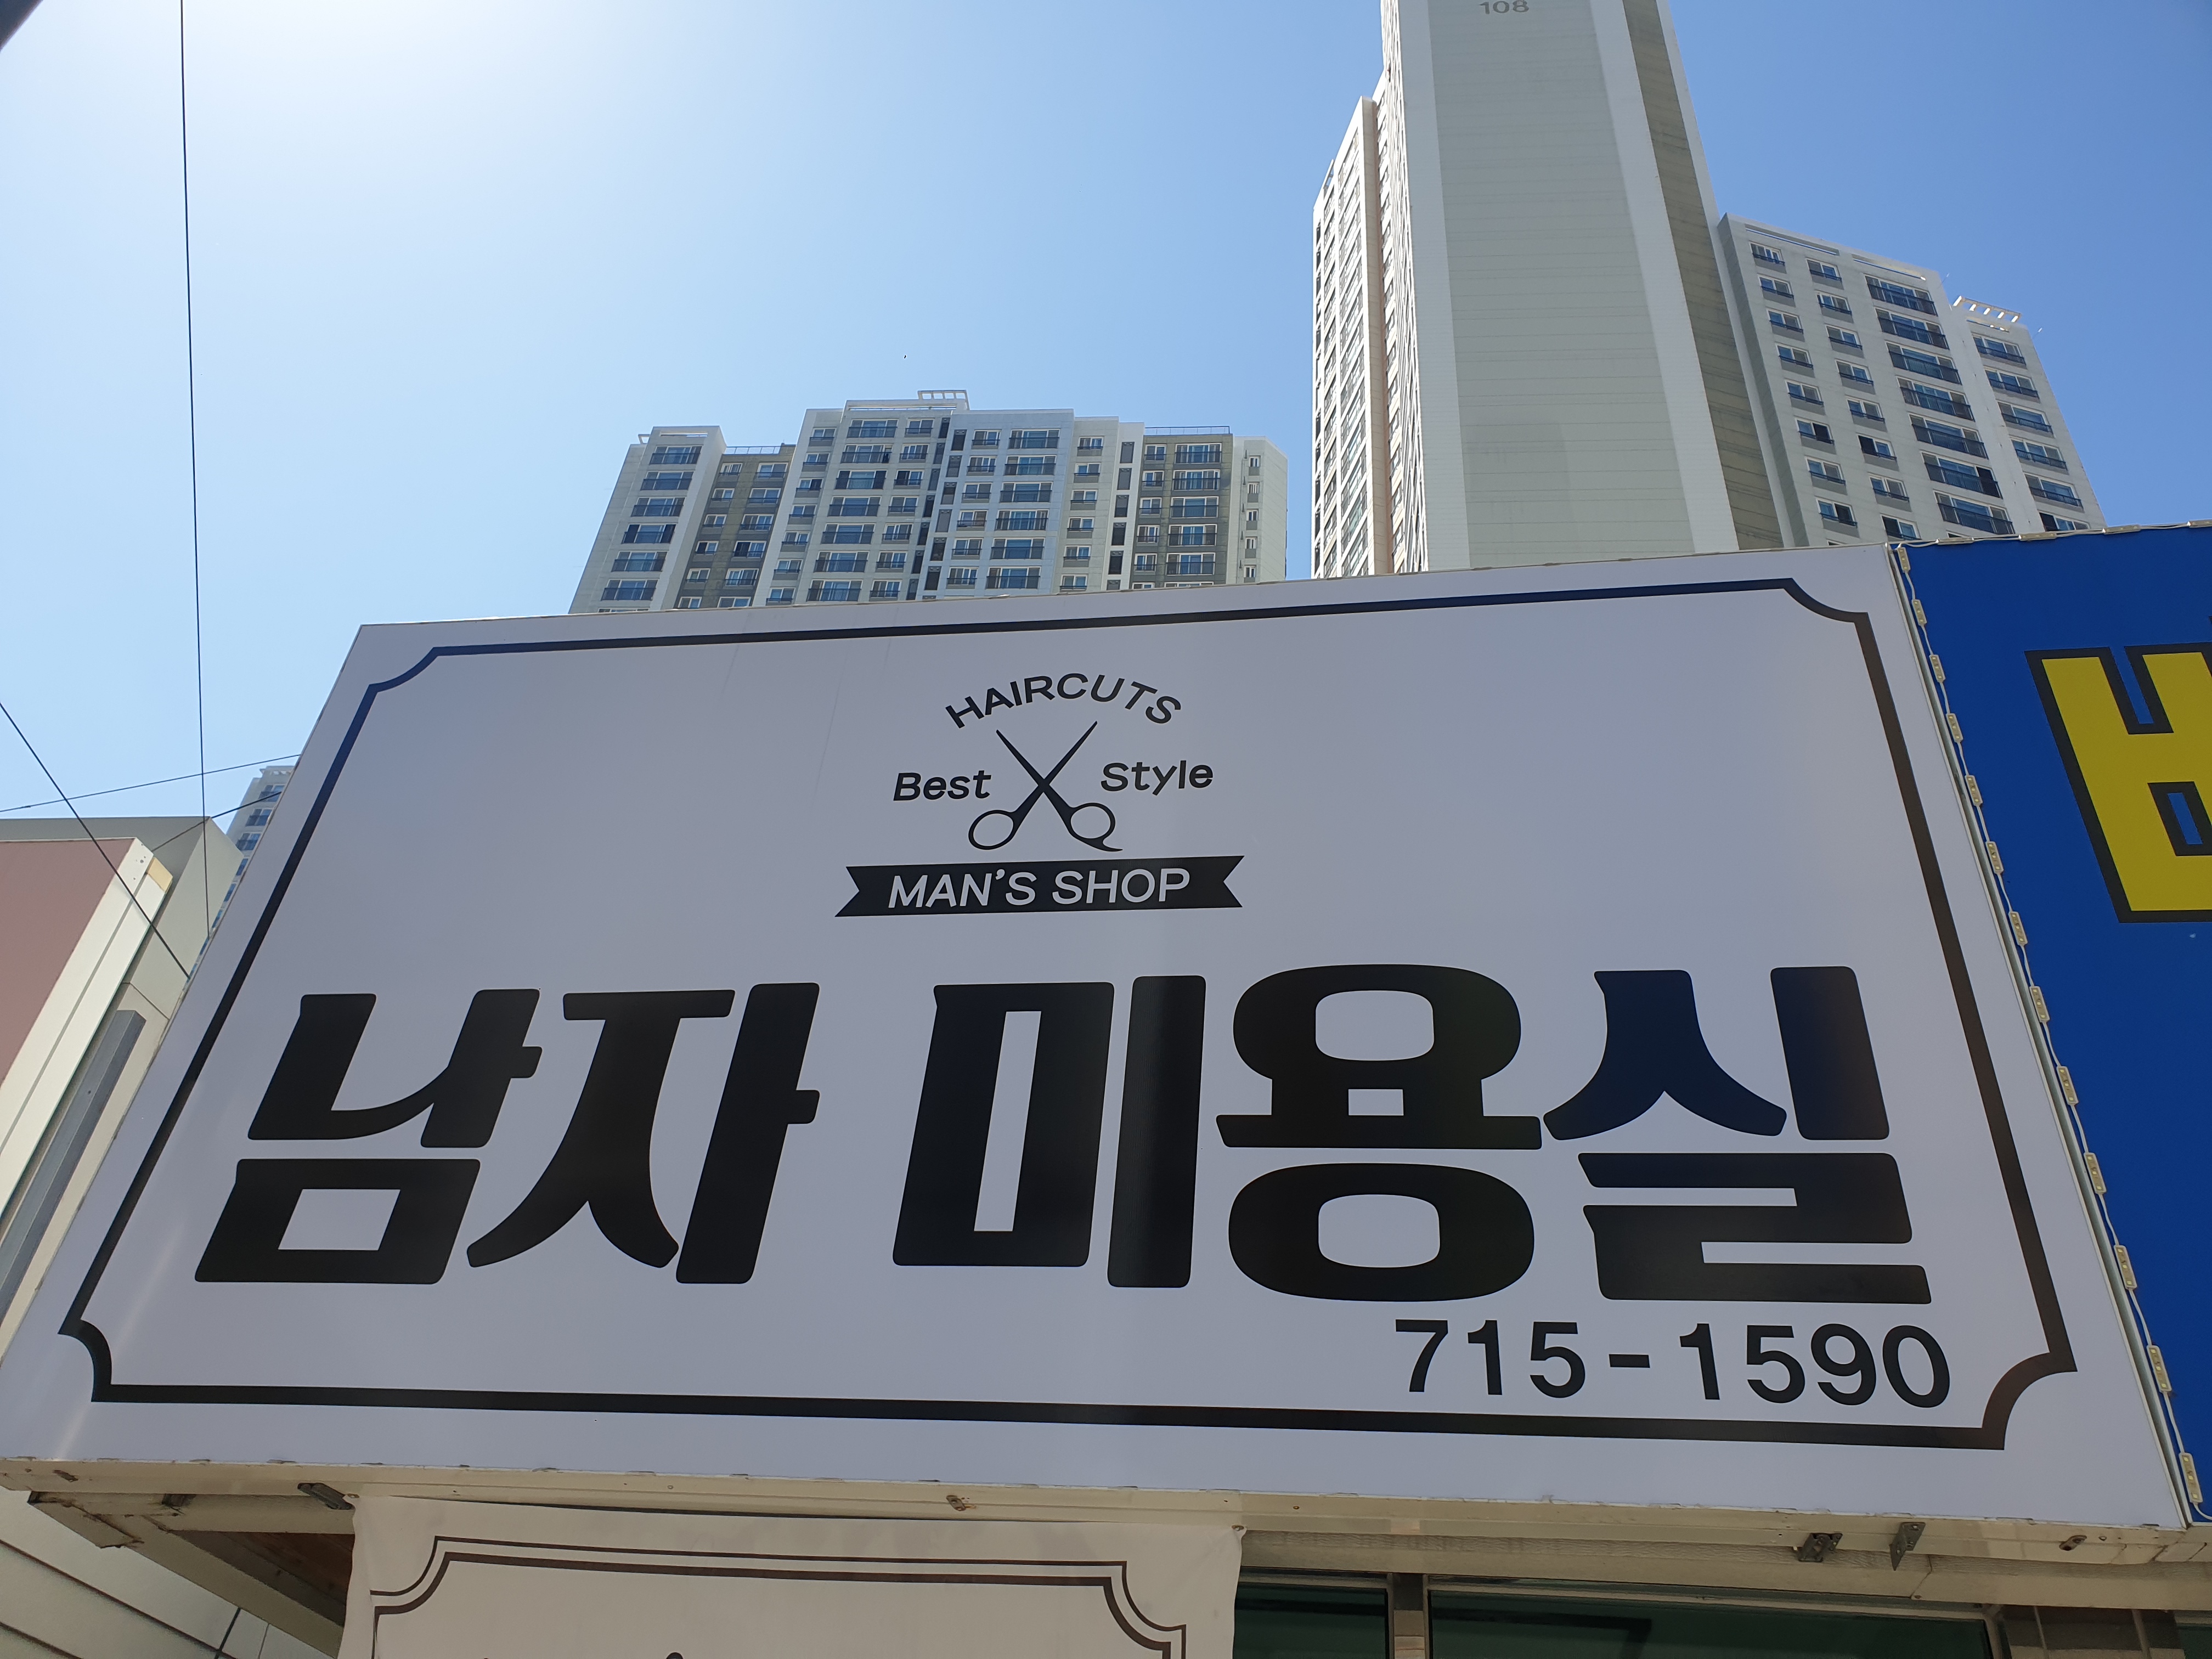 108
HAIRCUTS
Best Style
MAN'S SHOP
남자 미용실
715-1590